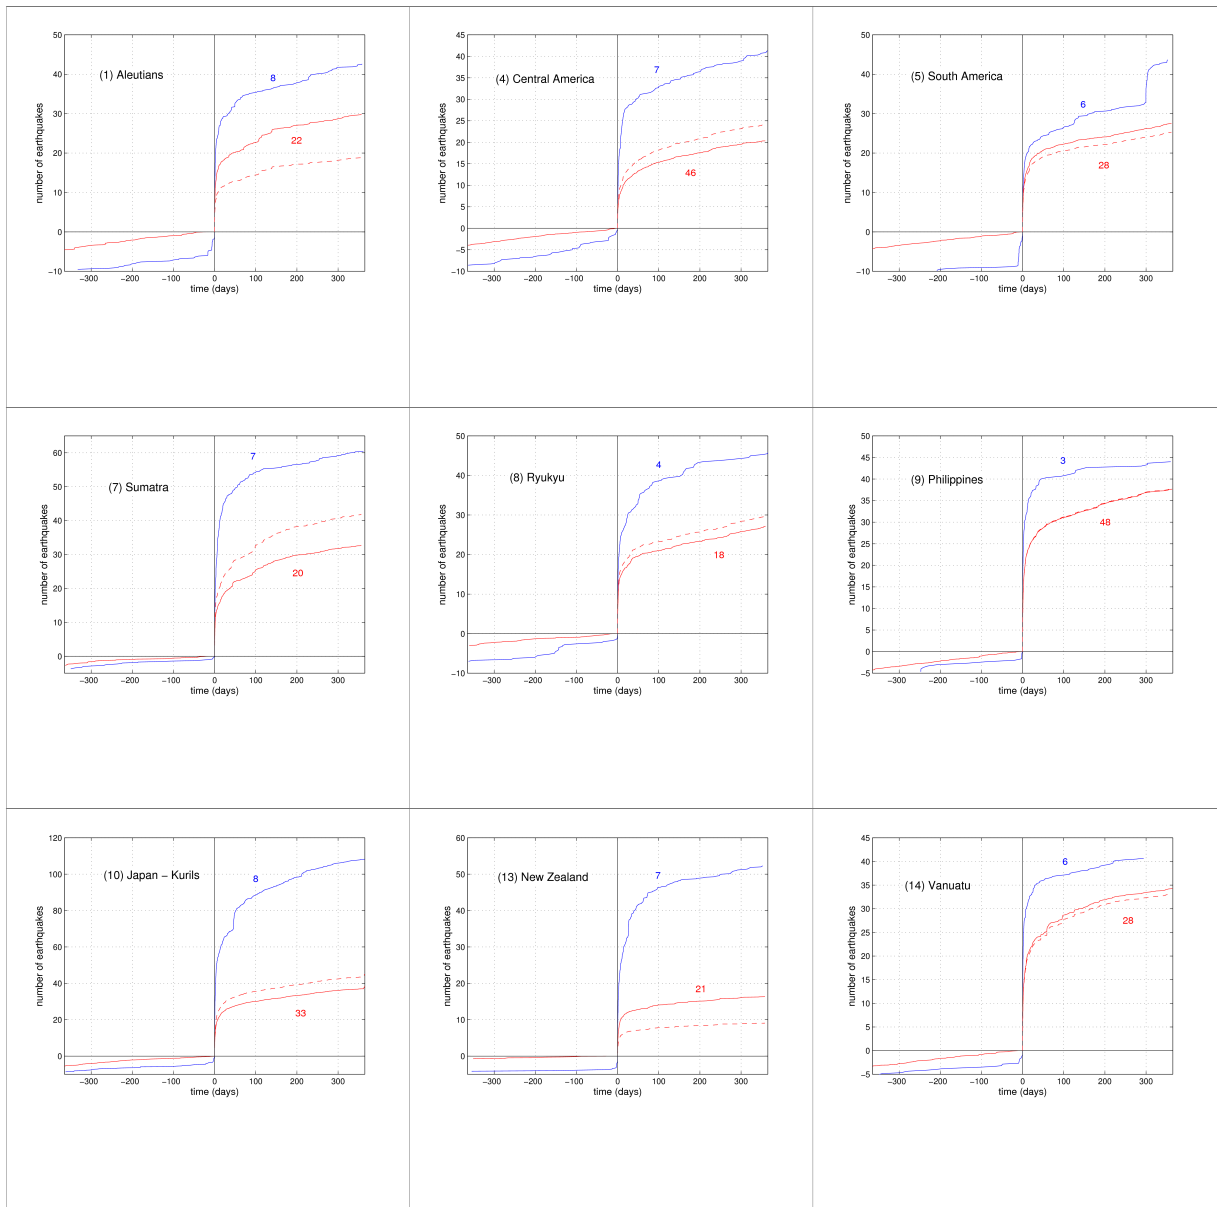 50
40
30
20
10
0
−10
number of earthquakes
(1) Aleutians
8
22
−300 −200 −100 0 100 200 300
time (days)
45
40
35
30
25
20
15
10
5
0
−5
−10
number of earthquakes
(4) Central America
7
46
−300 −200 −100 0 100 200 300
time (days)
50
40
30
20
10
0
−10
number of earthquakes
(5) South America
6
28
−300 −200 −100 0 100 200 300
time (days)
60
50
40
30
20
10
0
number of earthquakes
(7) Sumatra
7
20
−300 −200 −100 0 100 200 300
time (days)
50
40
30
20
10
0
−10
number of earthquakes
(8) Ryukyu
4
18
−300 −200 −100 0 100 200 300
time (days)
50
45
40
35
30
25
20
15
10
5
0
−5
number of earthquakes
(9) Philippines
3
48
−300 −200 −100 0 100 200 300
time (days)
120
100
80
60
40
20
0
number of earthquakes
(10) Japan − Kurils
8
33
−300 −200 −100 0 100 200 300
time (days)
60
50
40
30
20
10
0
number of earthquakes
(13) New Zealand
7
21
−300 −200 −100 0 100 200 300
time (days)
45
40
35
30
25
20
15
10
5
0
−5
number of earthquakes
(14) Vanuatu
6
28
−300 −200 −100 0 100 200 300
time (days)